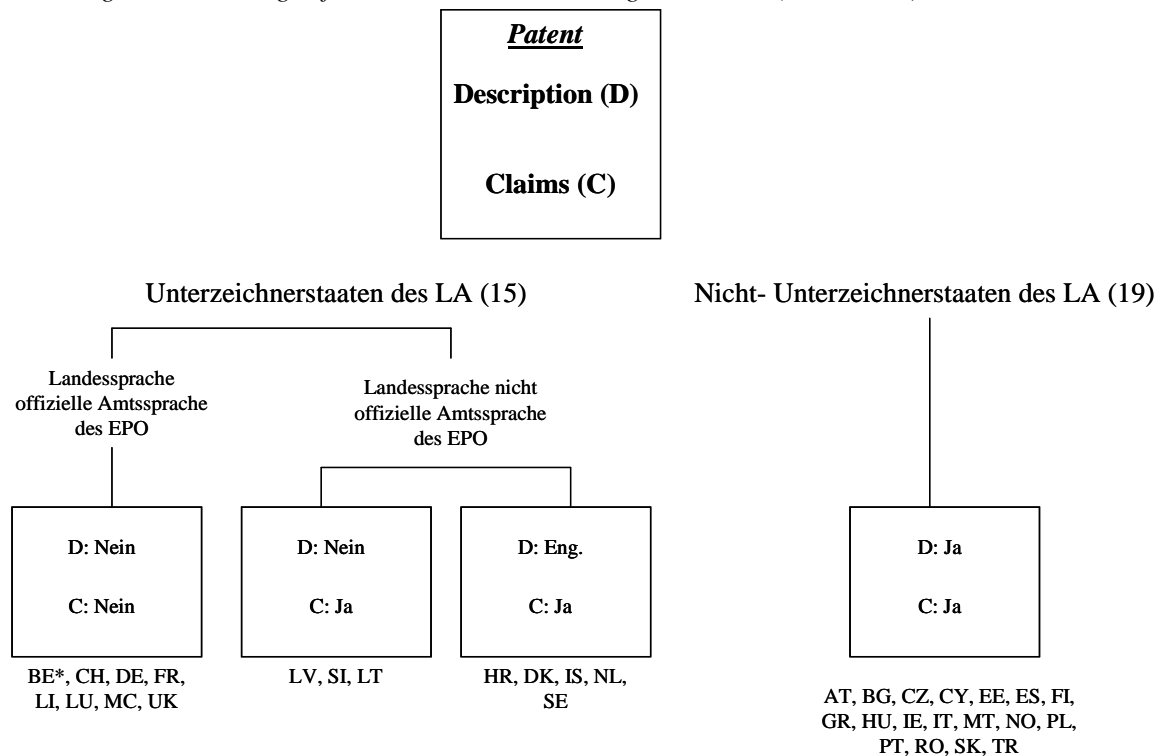 Patent
Description (D)
Claims (C)
Unterzeichnerstaaten des LA (15)
Nicht- Unterzeichnerstaaten des LA (19)
Landessprache
offizielle Amtssprache
des EPO
Landessprache nicht
offizielle Amtssprache
des EPO
D: Nein
C: Nein
BE*, CH, DE, FR,
LI, LU, MC, UK
D: Nein
C: Ja
LV, SI, LT
D: Eng.
C: Ja
HR, DK, IS, NL,
SE
D: Ja
C: Ja
AT, BG, CZ, CY, EE, ES, FI,
GR, HU, IE, IT, MT, NO, PL,
PT, RO, SK, TR